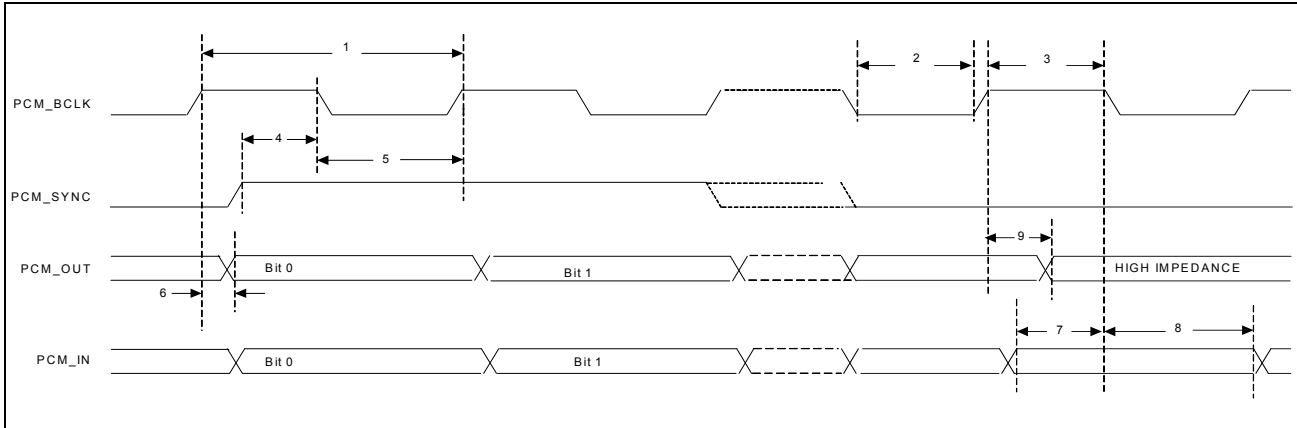 1
2
3
PCM_BCLK
4
5
PCM_SYNC
9
PCM_OUT
Bit 0
Bit 1
HIGH IMPEDANCE
6
7
8
PCM_IN
Bit 0
Bit 1